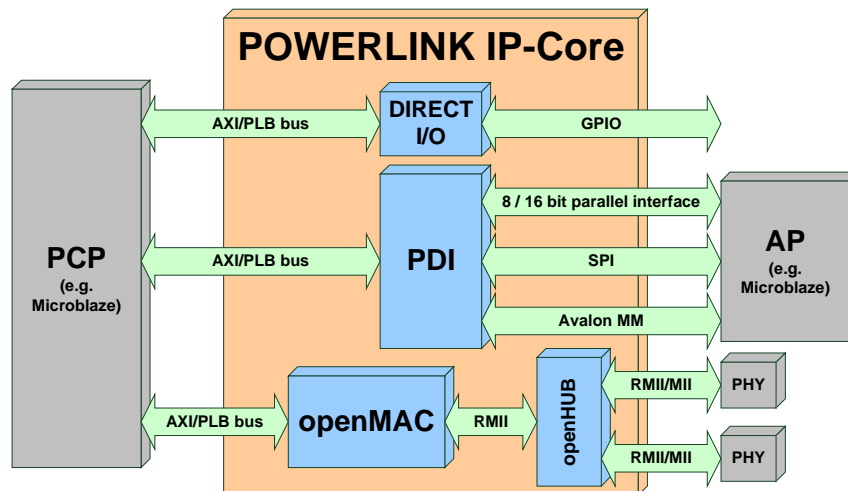 POWERLINK IP-Core
AXI/PLB bus
DIRECT
I/O
GPIO
8 / 16 bit parallel interface
PCP
(e.g.
Microblaze)
AXI/PLB bus
PDI
SPI
AP
(e.g.
Microblaze)
Avalon MM
AXI/PLB bus
openMAC
RMII
openHUB
RMII/MII
PHY
RMII/MII
PHY